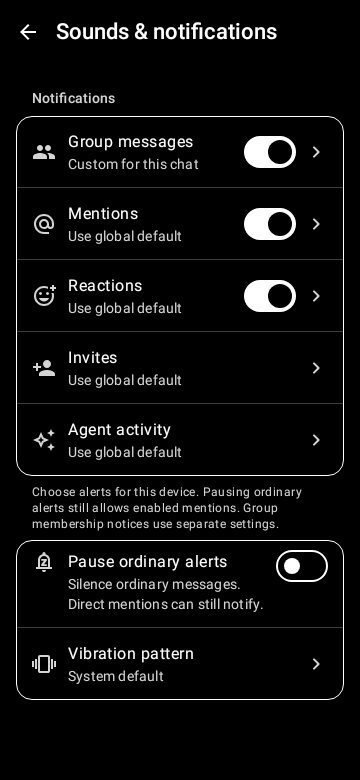 Sounds & notifications
Notifications
Group messages
Custom for this chat
Mentions
Use global default
Reactions
Use global default
Invites
Use global default
Agent activity
Use global default
Choose alerts for this device. Pausing ordinary
alerts still allows enabled mentions. Group
membership notices use separate settings.
Pause ordinary alerts
Silence ordinary messages.
Direct mentions can still notify.
Vibration pattern
System default